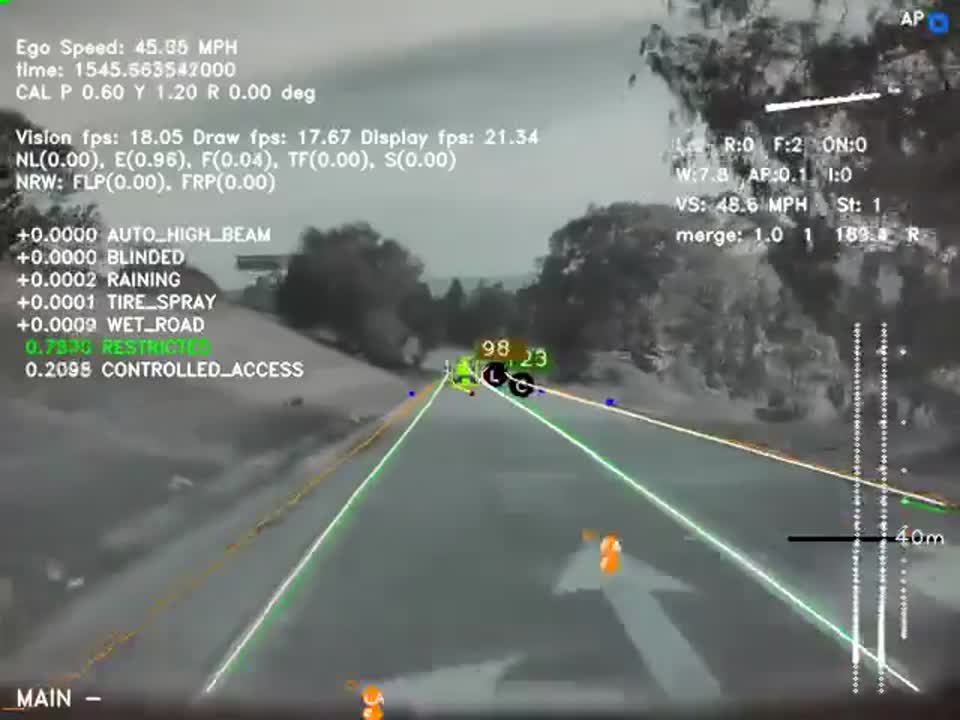 AP
Ego Speed: 45.86 MPH
time: 1545.563542000
CAL P 0.60 Y 1.20 R 0.00 deg
Vision fps: 18.05 Draw fps: 17.67 Display fps: 21.34
NL(0.00), E(0.96), F(0.04), TF(0.00), S(0.00)
NRW: FLP(0.00), FRP(0.00)
R:0 F:2 ON:0
W:7.8 AP:0.1 I:0
VS: 45.6 MPH St: 1
merge: 1.0 1 R
+0.0000 AUTO_HIGH_BEAM
+0.0000 BLINDED
+0.0002 RAINING
+0.0001 TIRE_SPRAY
+0.0009 WET_ROAD
RESTRICTED
0.2098 CONTROLLED_ACCESS
98
23
L
C
40m
MAIN -